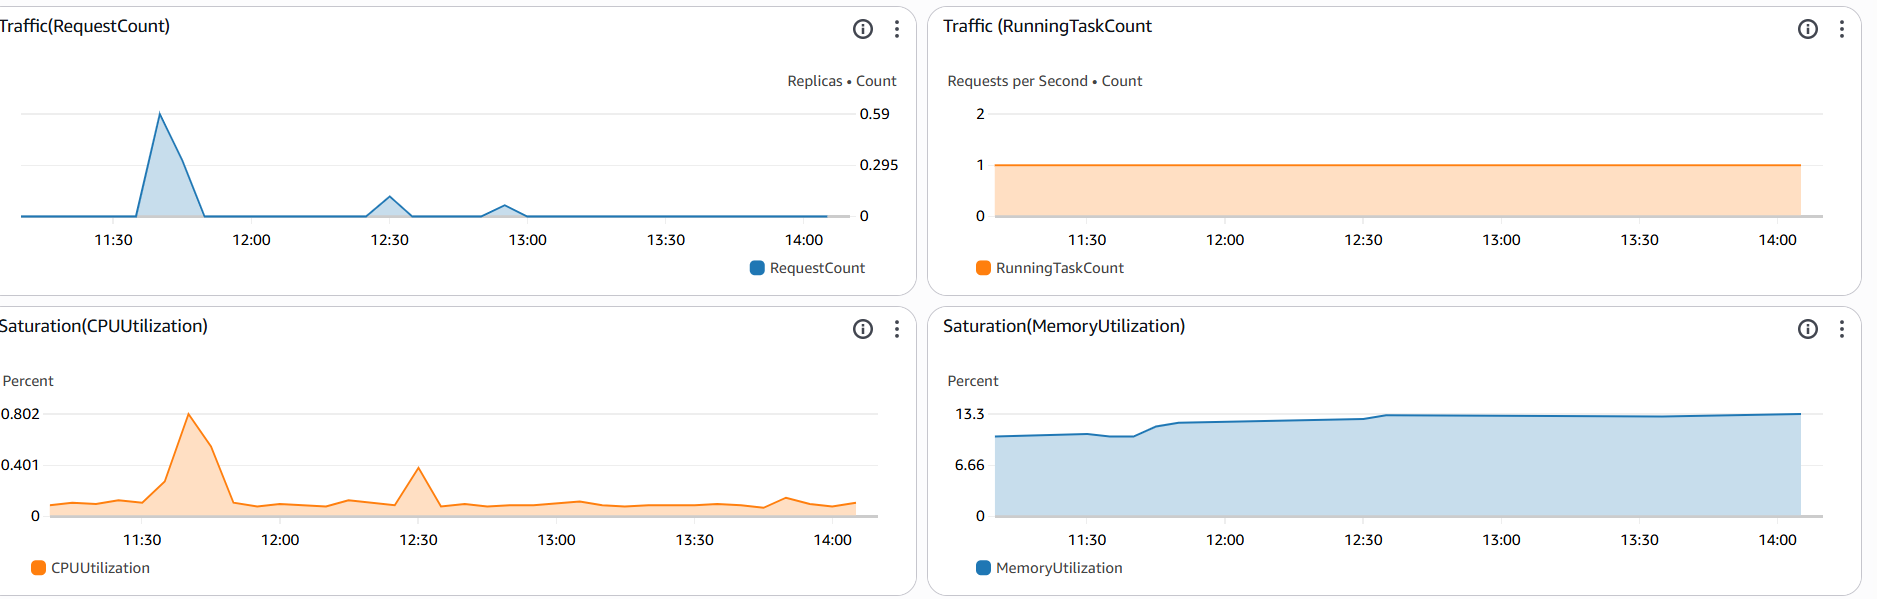 Traffic(RequestCount)
Replicas • Count
0.59
0.295
0
11:30 12:00 12:30 13:00 13:30 14:00
RequestCount
Traffic (RunningTaskCount
Requests per Second • Count
2
1
0
11:30 12:00 12:30 13:00 13:30 14:00
RunningTaskCount
Saturation(CPUUtilization)
Percent
0.802
0.401
0
11:30 12:00 12:30 13:00 13:30 14:00
CPUUtilization
Saturation(MemoryUtilization)
Percent
13.3
6.66
0
11:30 12:00 12:30 13:00 13:30 14:00
MemoryUtilization